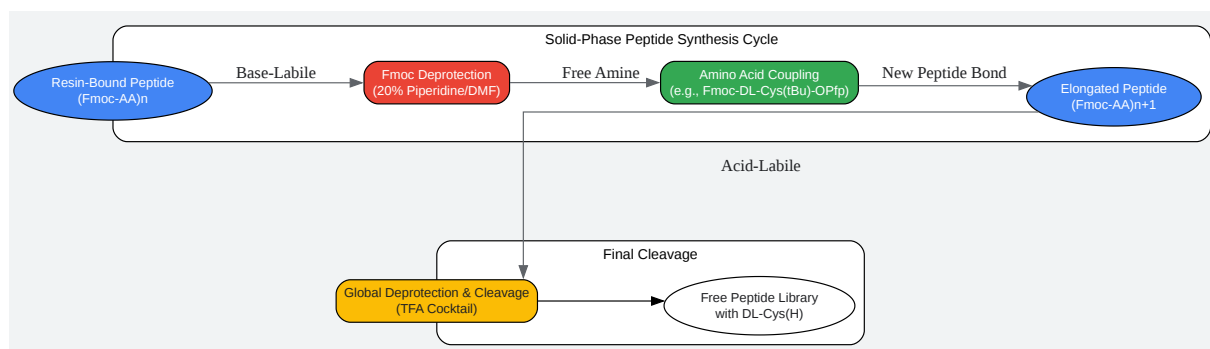 Solid-Phase Peptide Synthesis Cycle
Resin-Bound Peptide
(Fmoc-AA)n
Base-Labile
Fmoc Deprotection
(20% Piperidine/DMF)
Free Amine
Amino Acid Coupling
(e.g., Fmoc-DL-Cys(tBu)-OPfp)
New Peptide Bond
Elongated Peptide
(Fmoc-AA)n+1
Acid-Labile
Final Cleavage
Global Deprotection & Cleavage
(TFA Cocktail)
Free Peptide Library
with DL-Cys(H)